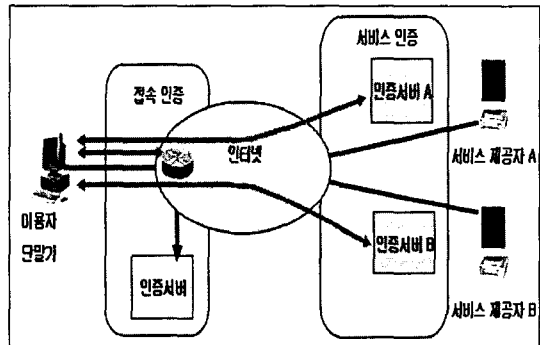 서비스 인증
접속 인증
인증서버 A
인터넷
서비스 제공자 A
이용자
단말기
인증서버
인증서버 B
서비스 제공자 B